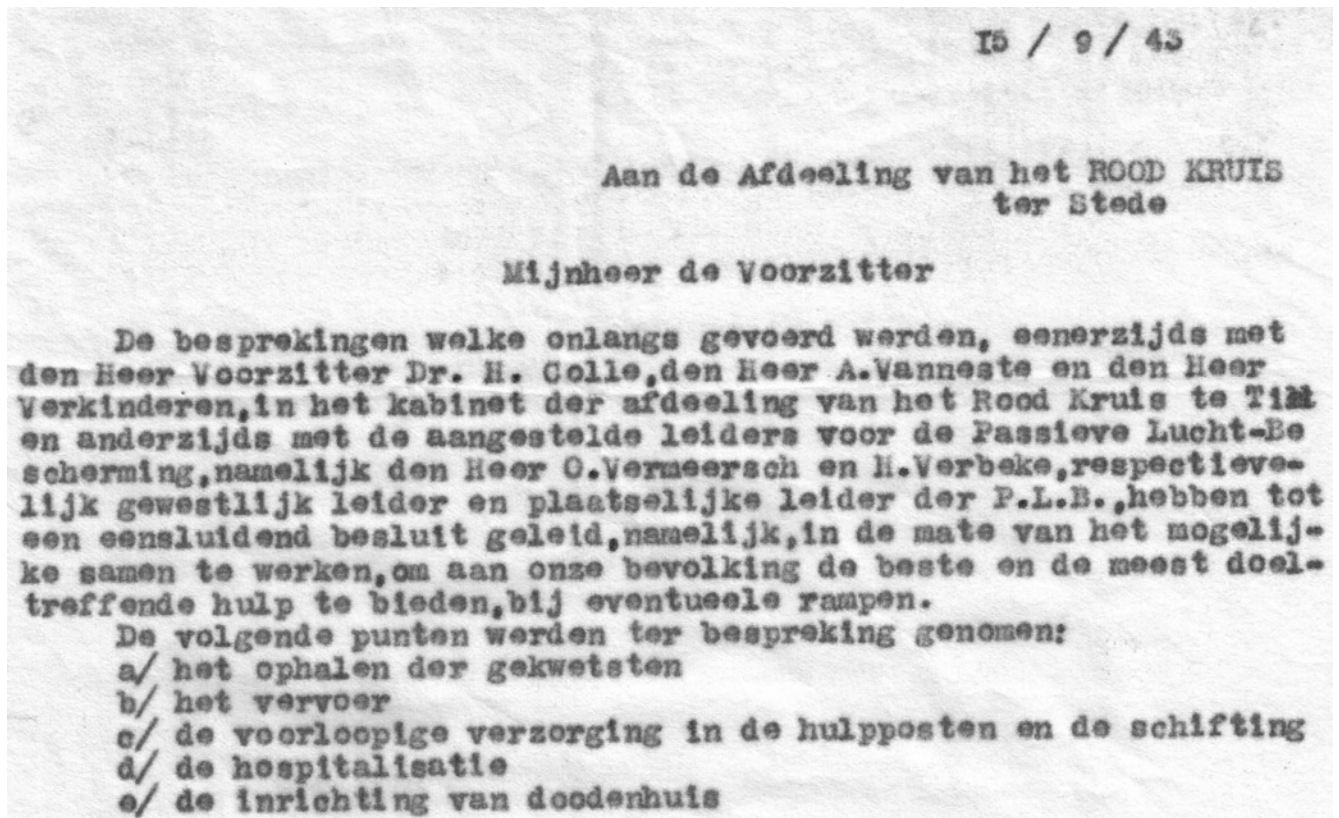 I5 / 9 / 43
Aan de Afdeeling van het ROOD KRUIS
ter Stede
Mijnheer de Voorzitter
De besprekingen welke onlangs gevoerd werden, eenerzijds met
den Heer Voorzitter Dr. H. Colle,den Heer A.Vanneste en den Heer
Verkinderen,in het kabinet der afdeeling van het Rood Kruis te
en anderzijds met de aangestelde leiders voor de Passieve Lucht-Be
scherming,namelijk den Heer O.Vermeersch en H.Verbeke,respectieve-
lijk gewestlijk leider en plaatselijke leider der P.L.B.,hebben tot
een eensluidend besluit geleid,namelijk,in de mate van het mogelij-
ke samen te werken,om aan onze bevolking de beste en de meest doel-
treffende hulp te bieden,bij eventueele rampen.
De volgende punten werden ter bespreking genomen:
a/ het ophalen der gekwetsten
b/ het vervoer
c/ de voorloopige verzorging in de hulpposten en de schifting
d/ de hospitalisatie
e/ de inrichting van doodenhuis